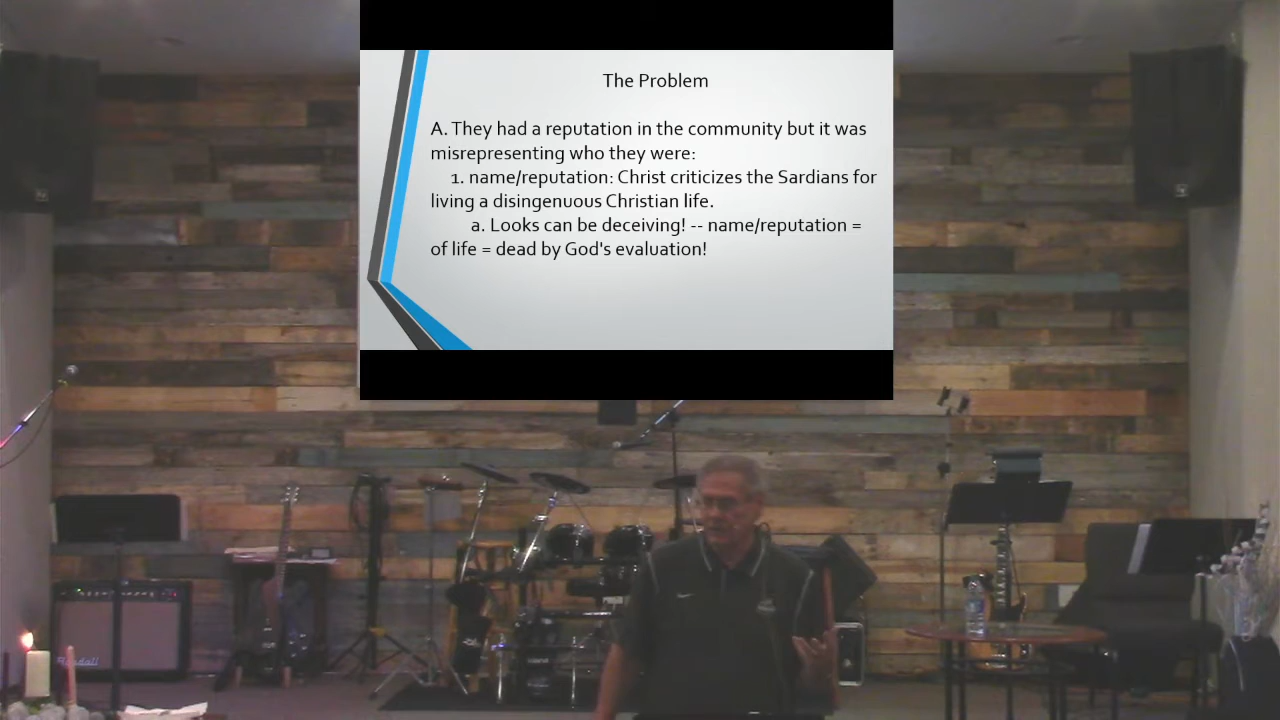 The Problem
A. They had a reputation in the community but it was
misrepresenting who they were:
1. name/reputation: Christ criticizes the Sardians for
living a disingenuous Christian life.
a. Looks can be deceiving! -- name/reputation =
of life = dead by God's evaluation!
Randall